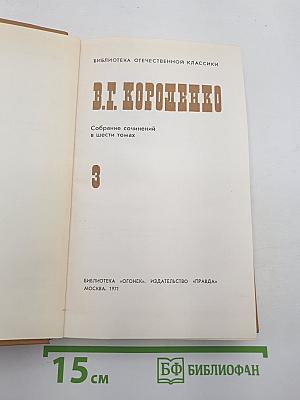 БИБЛИОТЕКА ОТЕЧЕСТВЕННОЙ КЛАССИКИ
В.Г. КОРОЛЕНКО
Собрание сочинений
в шести томах
3
БИБЛИОТЕКА «ОГОНЕК». ИЗДАТЕЛЬСТВО «ПРАВДА»
МОСКВА, 1971
15 см
БФ БИБЛИОФАН